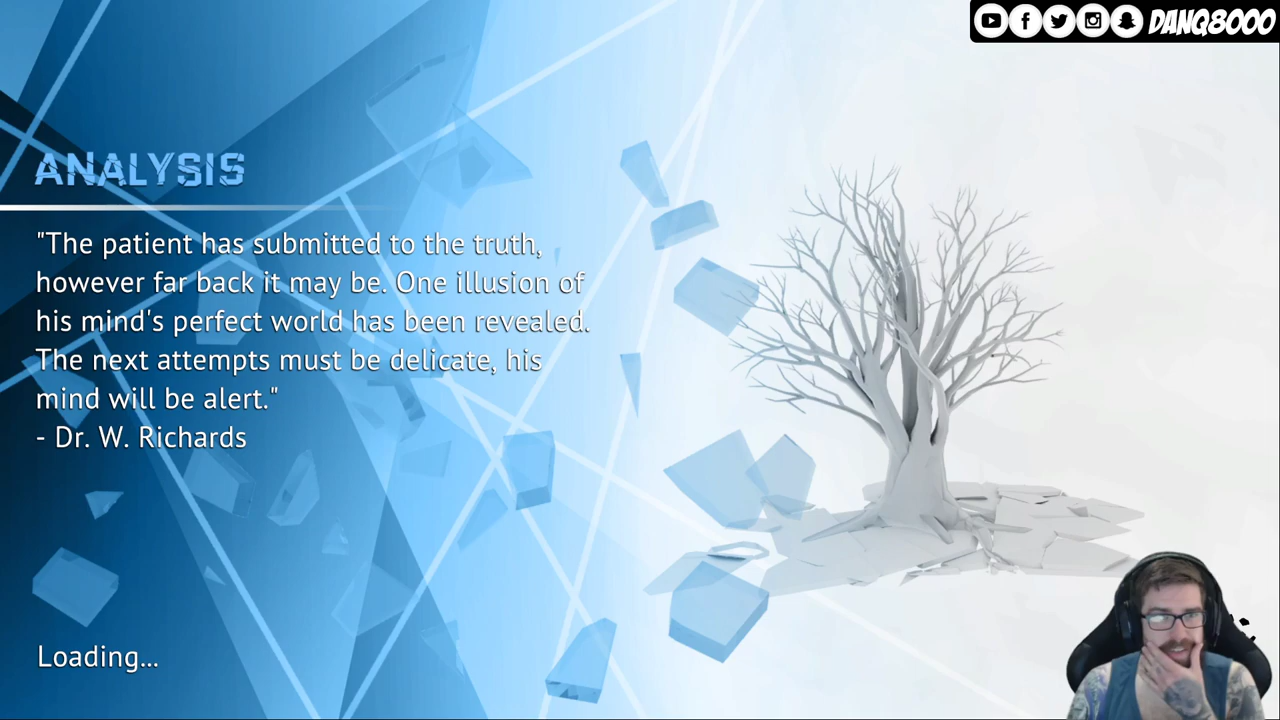 DANQ8000
ANALYSIS
"The patient has submitted to the truth,
however far back it may be. One illusion of
his mind's perfect world has been revealed.
The next attempts must be delicate, his
mind will be alert."
- Dr. W. Richards
Loading...